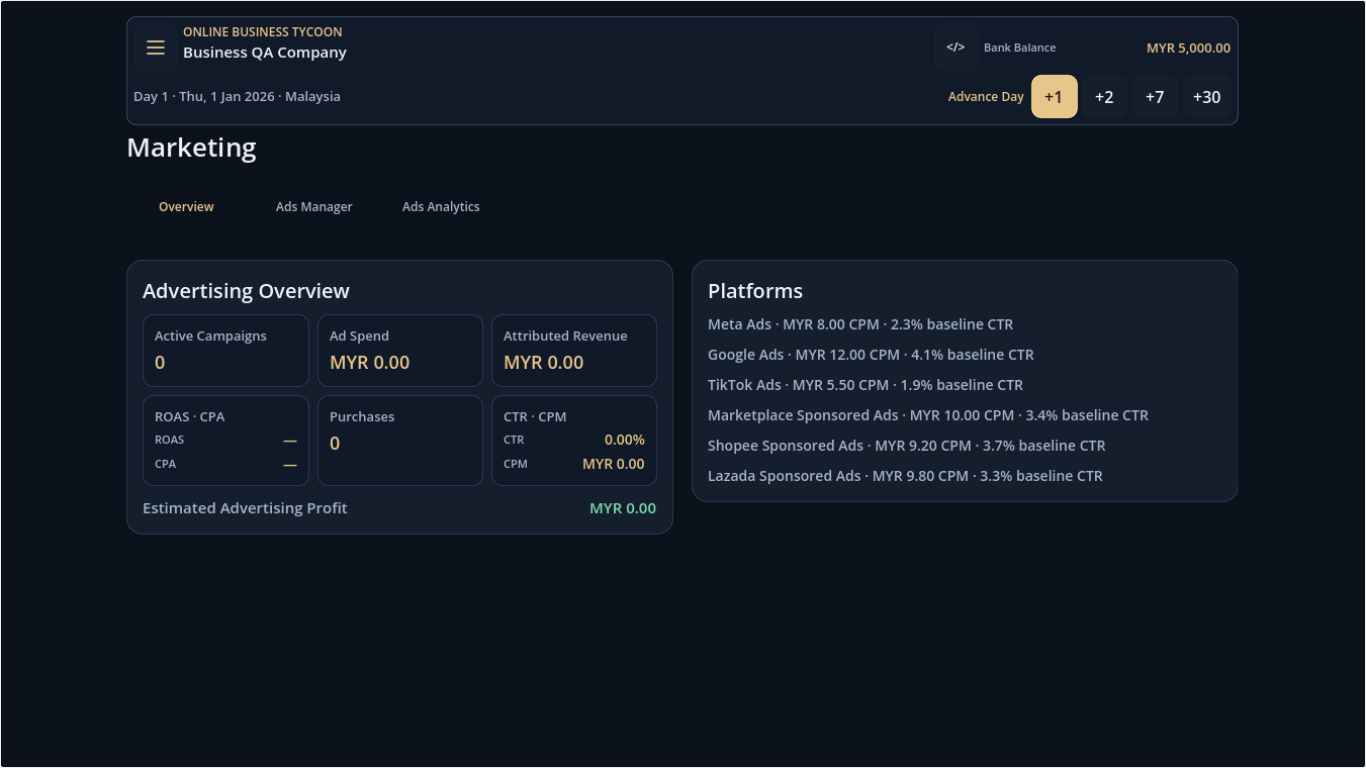 ONLINE BUSINESS TYCOON
Business QA Company
</> Bank Balance MYR 5,000.00
Day 1 · Thu, 1 Jan 2026 · Malaysia
Advance Day +1 +2 +7 +30
Marketing
Overview Ads Manager Ads Analytics
Advertising Overview
Active Campaigns
0
Ad Spend
MYR 0.00
Attributed Revenue
MYR 0.00
ROAS · CPA
ROAS —
CPA —
Purchases
0
CTR · CPM
CTR 0.00%
CPM MYR 0.00
Estimated Advertising Profit MYR 0.00
Platforms
Meta Ads · MYR 8.00 CPM · 2.3% baseline CTR
Google Ads · MYR 12.00 CPM · 4.1% baseline CTR
TikTok Ads · MYR 5.50 CPM · 1.9% baseline CTR
Marketplace Sponsored Ads · MYR 10.00 CPM · 3.4% baseline CTR
Shopee Sponsored Ads · MYR 9.20 CPM · 3.7% baseline CTR
Lazada Sponsored Ads · MYR 9.80 CPM · 3.3% baseline CTR